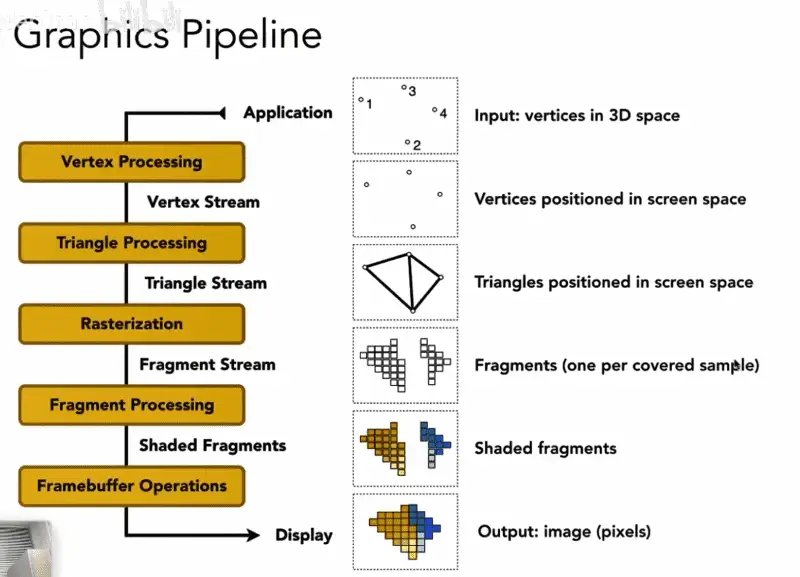 Graphics Pipeline
Application
Vertex Processing
Vertex Stream
Triangle Processing
Triangle Stream
Rasterization
Fragment Stream
Fragment Processing
Shaded Fragments
Framebuffer Operations
Display
1
3
4
2
Input: vertices in 3D space
Vertices positioned in screen space
Triangles positioned in screen space
Fragments (one per covered sample)
Shaded fragments
Output: image (pixels)